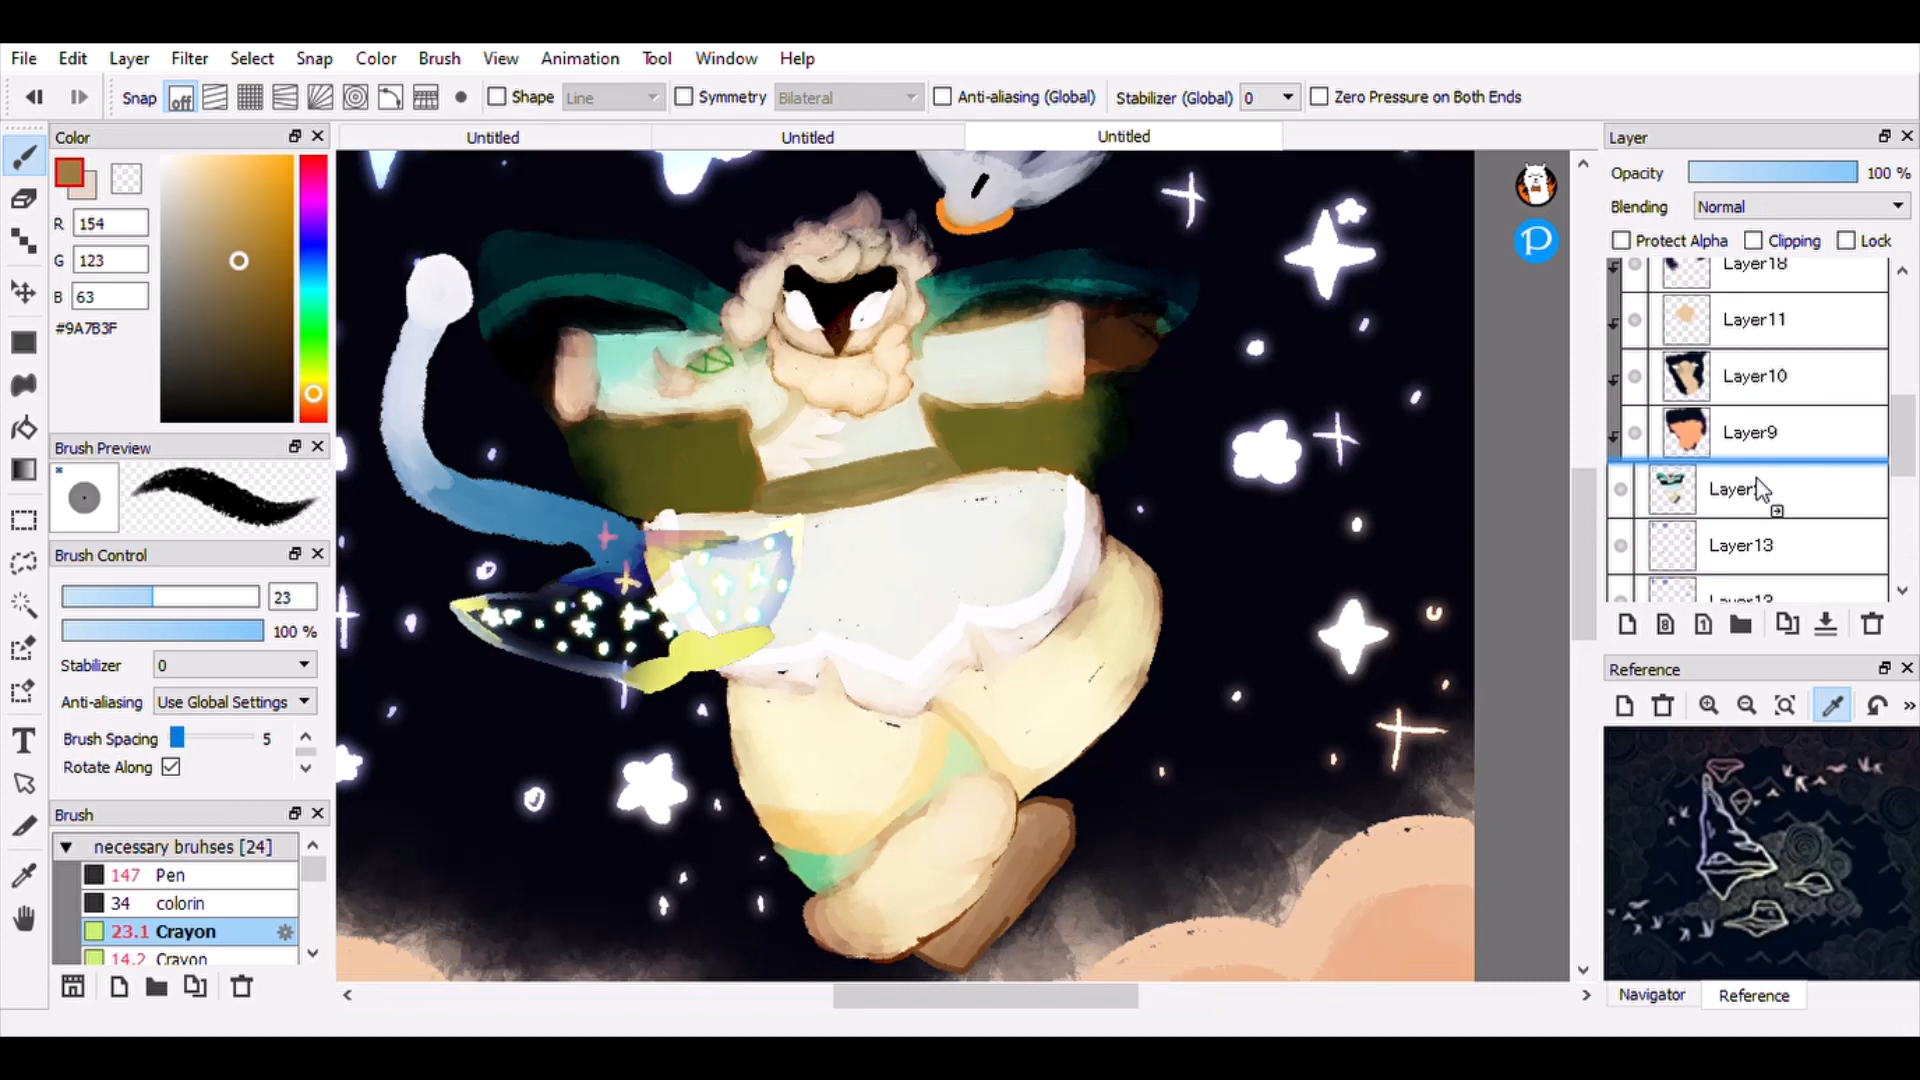 File Edit Layer Filter Select Snap Color Brush View Animation Tool Window Help
Snap off Shape Line Symmetry Bilateral Anti-aliasing (Global) Stabilizer (Global) 0 Zero Pressure on Both Ends
Color
Untitled Untitled Untitled
Layer
R 154
G 123
B 63
#9A7B3F
Brush Preview
Brush Control
23
100 %
Stabilizer 0
Anti-aliasing Use Global Settings
Brush Spacing 5
Rotate Along
Brush
necessary bruhses [24]
147 Pen
34 colorin
23.1 Crayon
14.2 Crayon
Opacity 100 %
Blending Normal
Protect Alpha Clipping Lock
Layer18
Layer11
Layer10
Layer9
Layer
Layer13
Layer12
8 1
Reference
Navigator Reference